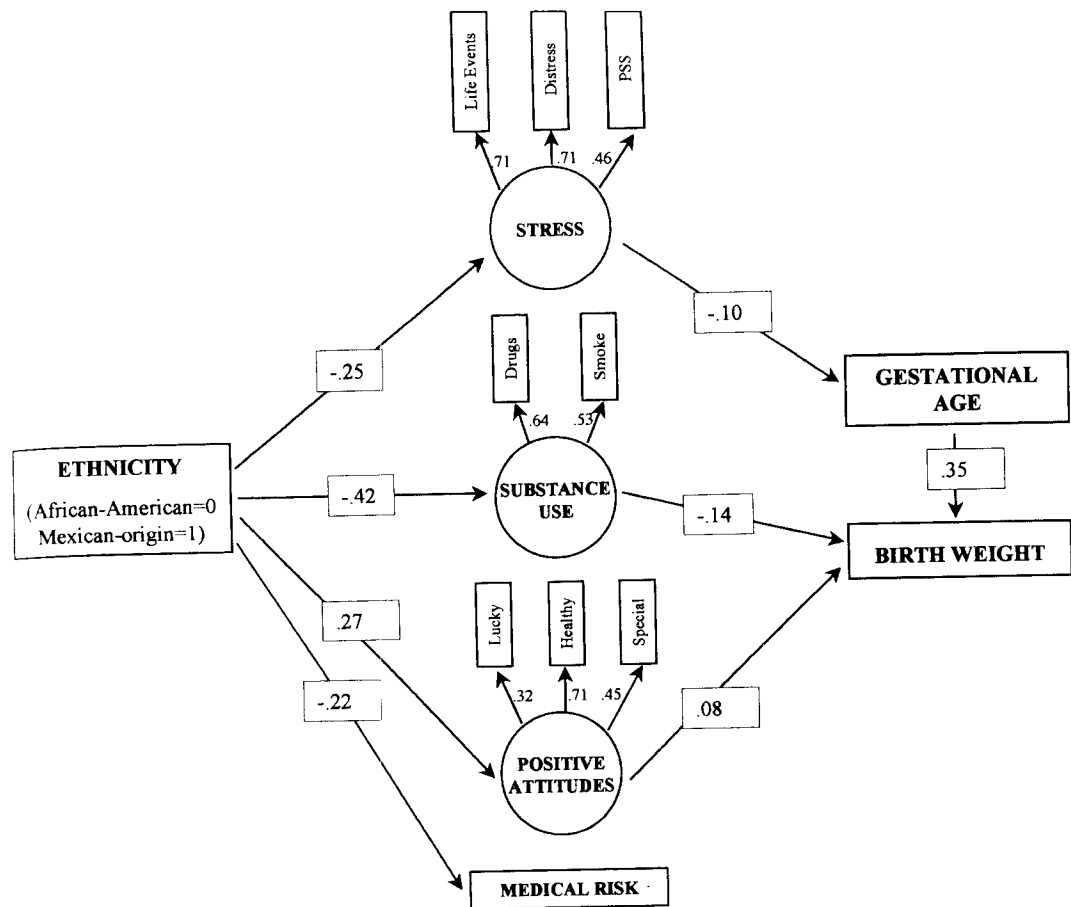 Life Events
Distress
PSS
.71
.71
.46
STRESS
-.10
-.25
Drugs
Smoke
.64
.53
GESTATIONAL
AGE
.35
ETHNICITY
(African-American=0
Mexican-origin=1)
-.42
SUBSTANCE
USE
-.14
BIRTH WEIGHT
.27
Lucky
Healthy
Special
-.22
.32
.71
.45
.08
POSITIVE
ATTITUDES
MEDICAL RISK